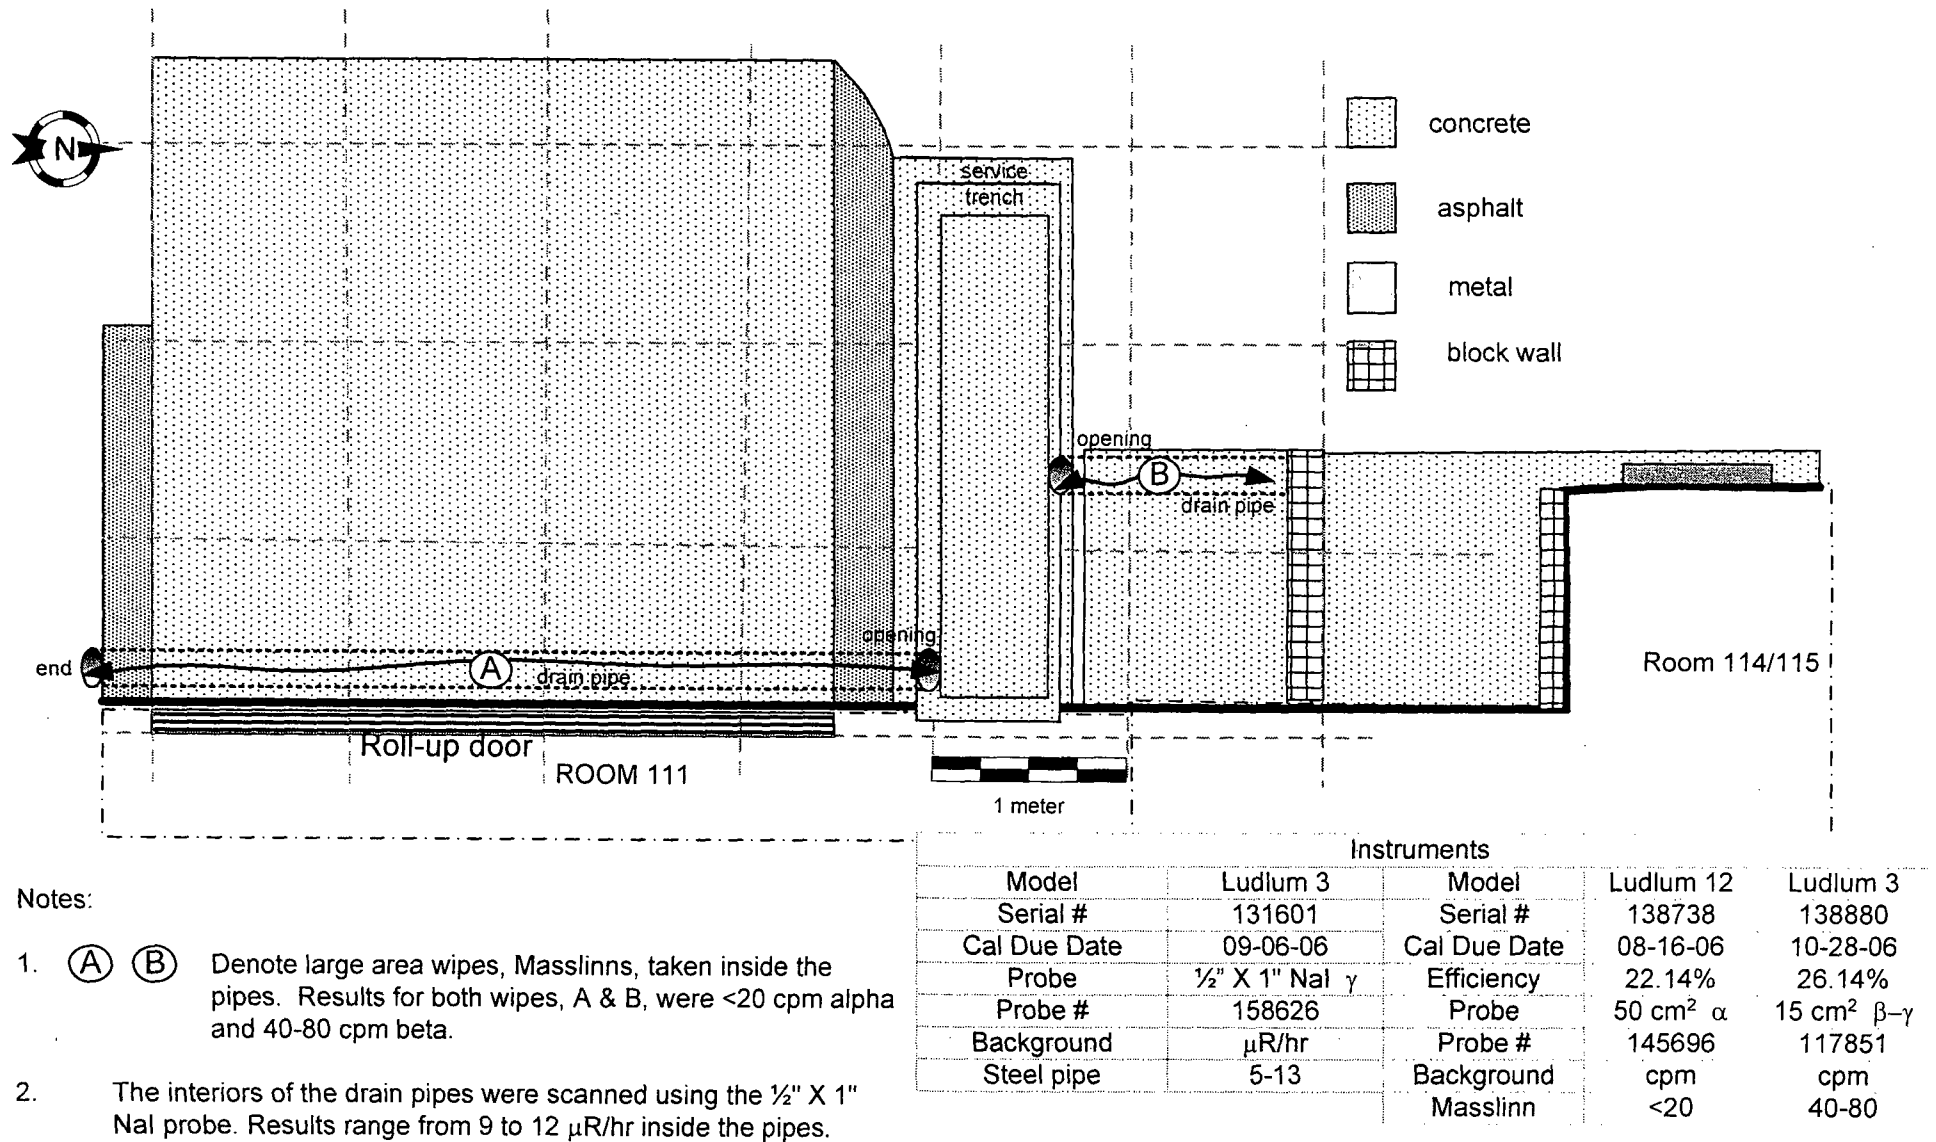 N
concrete
asphalt
metal
block wall
service
trench
opening
B
drain pipe
opening
end
A
drain pipe
Room 114/115
Roll-up door
ROOM 111
1 meter
Instruments
Model Ludlum 3 Model Ludlum 12 Ludlum 3
Serial # 131601 Serial # 138738 138880
Cal Due Date 09-06-06 Cal Due Date 08-16-06 10-28-06
Probe ½" X 1" NaI γ Efficiency 22.14% 26.14%
Probe # 158626 Probe 50 cm² α 15 cm² β–γ
Background μR/hr Probe # 145696 117851
Steel pipe 5-13 Background cpm cpm
Masslinn <20 40-80
Notes:
1. A B Denote large area wipes, Masslinns, taken inside the
pipes. Results for both wipes, A & B, were <20 cpm alpha
and 40-80 cpm beta.
2. The interiors of the drain pipes were scanned using the ½" X 1"
NaI probe. Results range from 9 to 12 μR/hr inside the pipes.